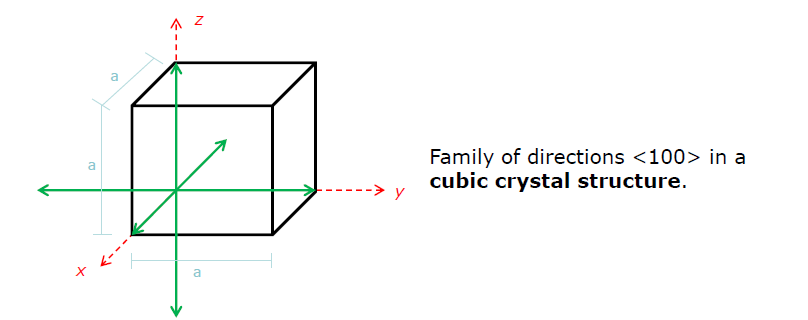 z
a
a
Family of directions <100> in a
cubic crystal structure.
y
x
a